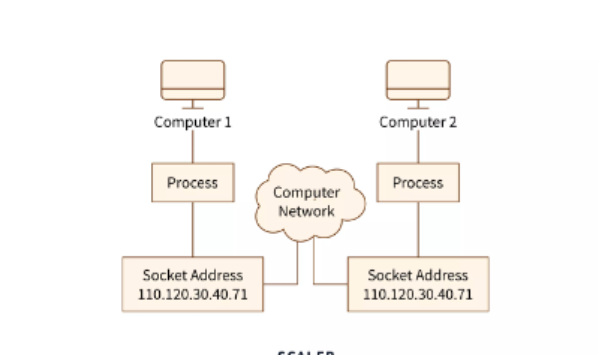 Computer 1
Computer 2
Process
Computer
Network
Process
Socket Address
110.120.30.40.71
Socket Address
110.120.30.40.71
SCALER